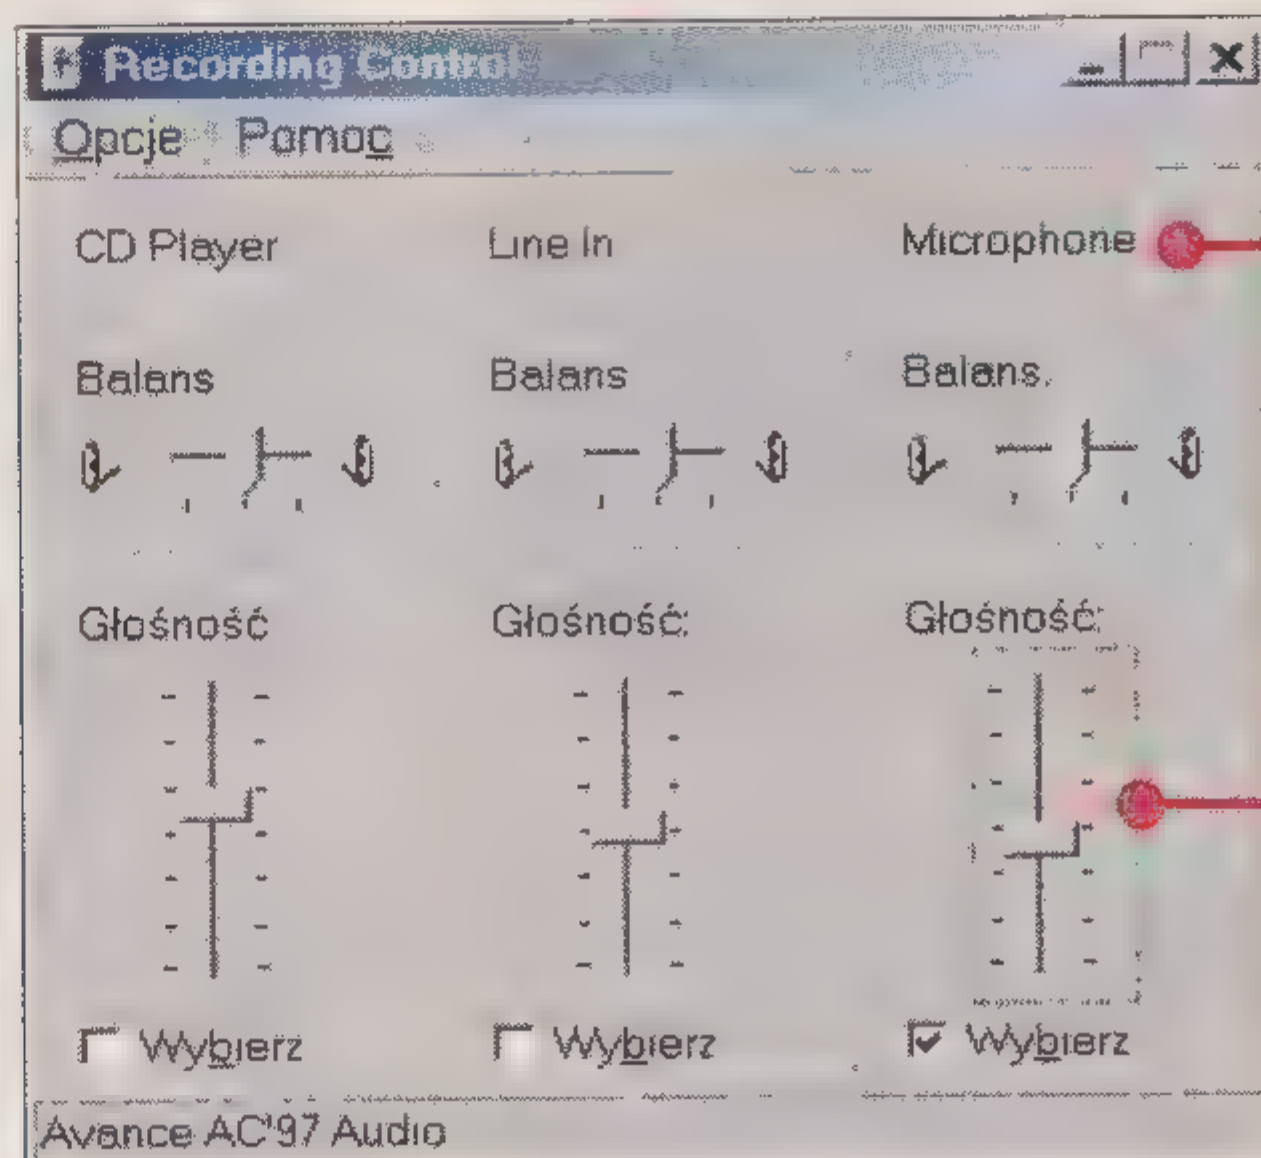 Recording Control
Opcje Pomoc
CD Player Line In Microphone
Balans Balans Balans:
Głośność Głośność: Głośność:
Wybierz Wybierz Wybierz
Avance AC'97 Audio